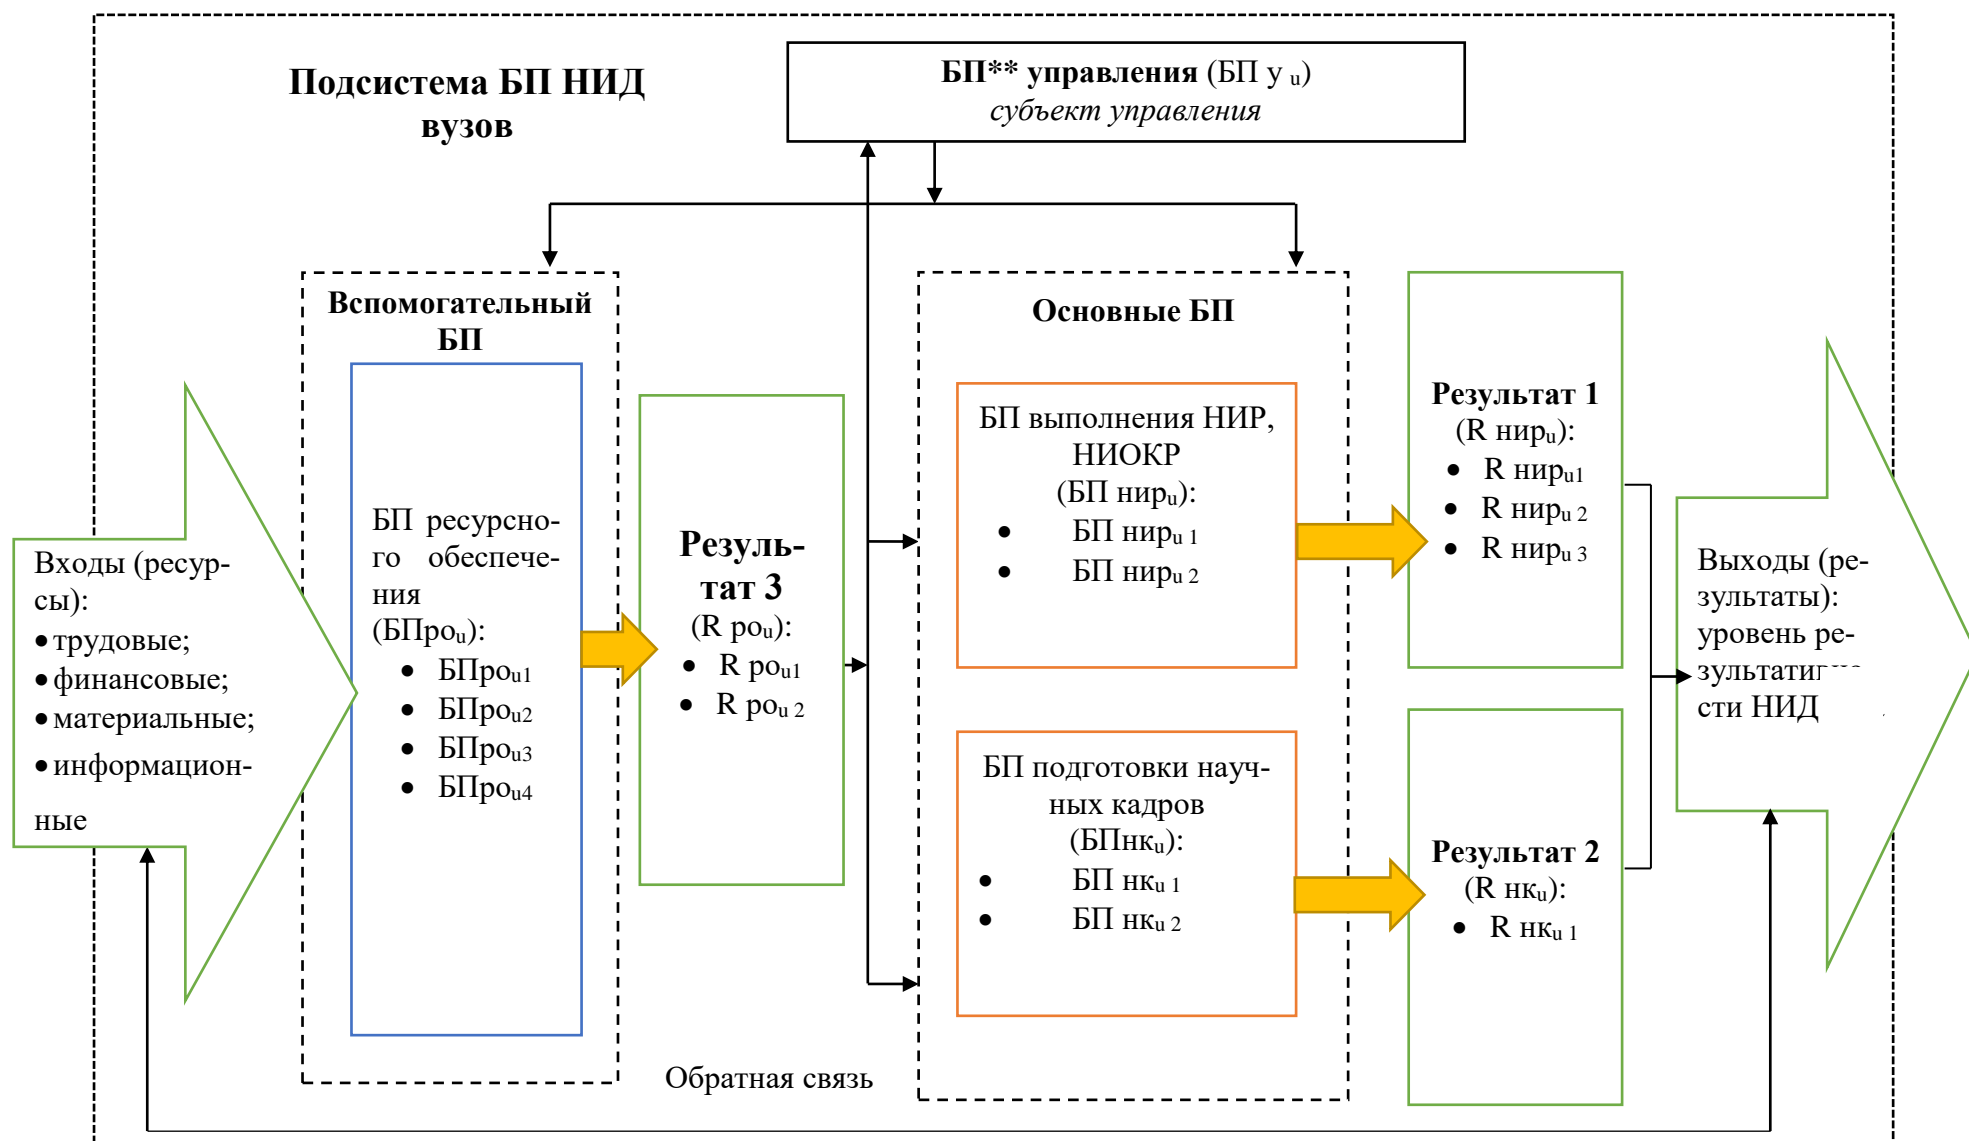 Подсистема БП НИД
вузов
БП** управления (БП у u)
субъект управления
Вспомогательный
БП
Основные БП
Входы (ресур-
сы):
• трудовые;
• финансовые;
• материальные;
• информацион-
ные
БП ресурсно-
го обеспече-
ния
(БПроu):
• БПроu1
• БПроu2
• БПроu3
• БПроu4
Резуль-
тат 3
(R роu):
• R роu1
• R роu 2
БП выполнения НИР,
НИОКР
(БП нирu):
• БП нирu 1
• БП нирu 2
БП подготовки науч-
ных кадров
(БПнкu):
• БП нкu 1
• БП нкu 2
Результат 1
(R нирu):
• R нирu1
• R нирu 2
• R нирu 3
Результат 2
(R нкu):
• R нкu 1
Выходы (ре-
зультаты):
уровень ре-
зультативно-
сти НИД
Обратная связь